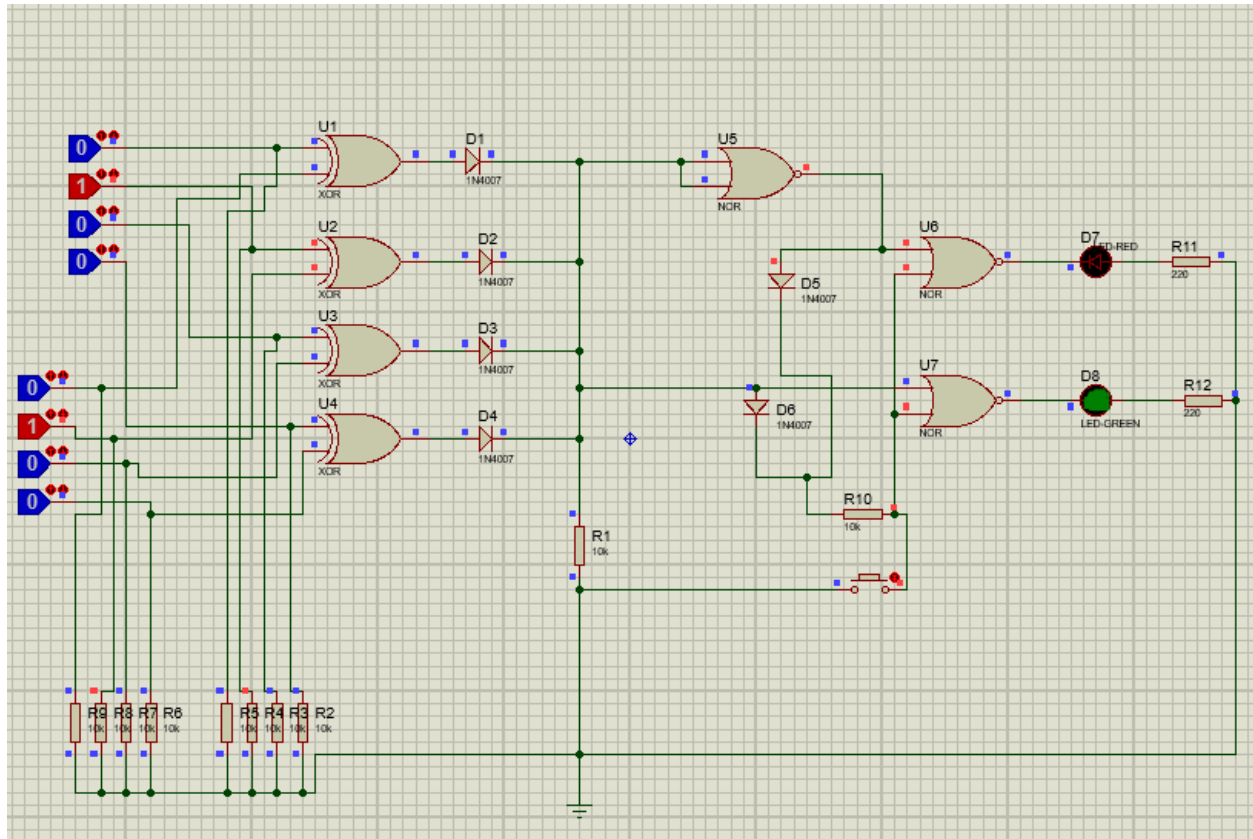 U1
D1
U5
0
1N4007
1
XOR
NOR
0
U2
D2
U6
D7
LED-RED
R11
0
1N4007
220
XOR
D5
1N4007
NOR
U3
D3
1N4007
XOR
U7
D8
R12
0
U4
D4
D6
220
1
1N4007
1N4007
NOR
LED-GREEN
0
XOR
0
R10
10k
R1
10k
R9
R8
R7
R6
R5
R4
R3
R2
10k
10k
10k
10k
10k
10k
10k
10k